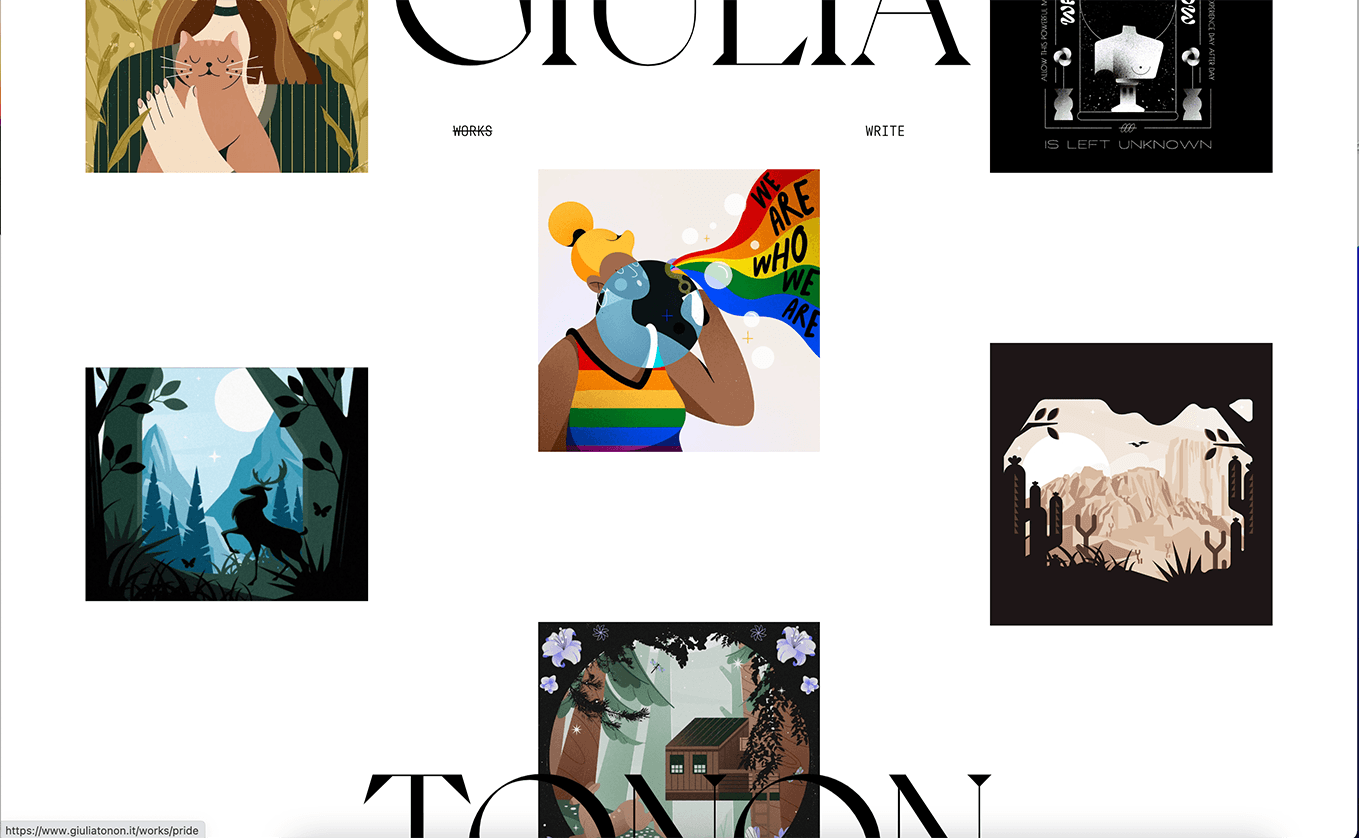 GIULIA
ALLOW THIS POWERFUL
EXPERIENCE DAY AFTER DAY
IS LEFT UNKNOWN
WORKS
WRITE
WE
ARE
WHO
WE
ARE
TONON
https://www.giuliatonon.it/works/pride